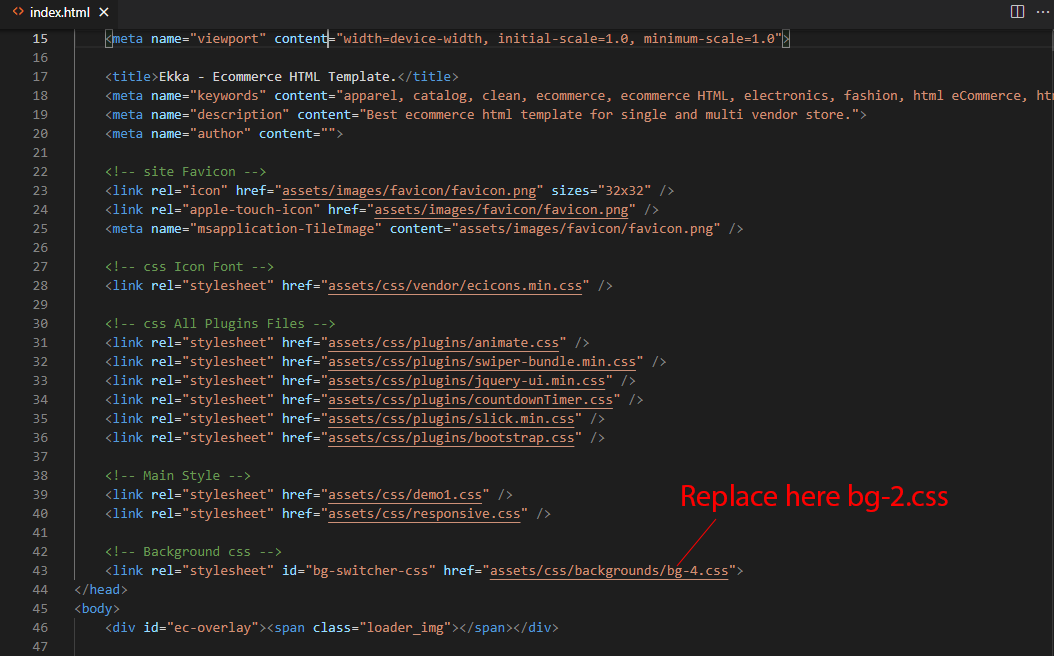 index.html
15 <meta name="viewport" content="width=device-width, initial-scale=1.0, minimum-scale=1.0">
16
17 <title>Ekka - Ecommerce HTML Template.</title>
18 <meta name="keywords" content="apparel, catalog, clean, ecommerce, ecommerce HTML, electronics, fashion, html eCommerce, htm
19 <meta name="description" content="Best ecommerce html template for single and multi vendor store.">
20 <meta name="author" content="">
21
22 <!-- site Favicon -->
23 <link rel="icon" href="assets/images/favicon/favicon.png" sizes="32x32" />
24 <link rel="apple-touch-icon" href="assets/images/favicon/favicon.png" />
25 <meta name="msapplication-TileImage" content="assets/images/favicon/favicon.png" />
26
27 <!-- css Icon Font -->
28 <link rel="stylesheet" href="assets/css/vendor/ecicons.min.css" />
29
30 <!-- css All Plugins Files -->
31 <link rel="stylesheet" href="assets/css/plugins/animate.css" />
32 <link rel="stylesheet" href="assets/css/plugins/swiper-bundle.min.css" />
33 <link rel="stylesheet" href="assets/css/plugins/jquery-ui.min.css" />
34 <link rel="stylesheet" href="assets/css/plugins/countdownTimer.css" />
35 <link rel="stylesheet" href="assets/css/plugins/slick.min.css" />
36 <link rel="stylesheet" href="assets/css/plugins/bootstrap.css" />
37
38 <!-- Main Style -->
39 <link rel="stylesheet" href="assets/css/demo1.css" />
40 <link rel="stylesheet" href="assets/css/responsive.css" />
Replace here bg-2.css
41
42 <!-- Background css -->
43 <link rel="stylesheet" id="bg-switcher-css" href="assets/css/backgrounds/bg-4.css">
44 </head>
45 <body>
46 <div id="ec-overlay"><span class="loader_img"></span></div>
47